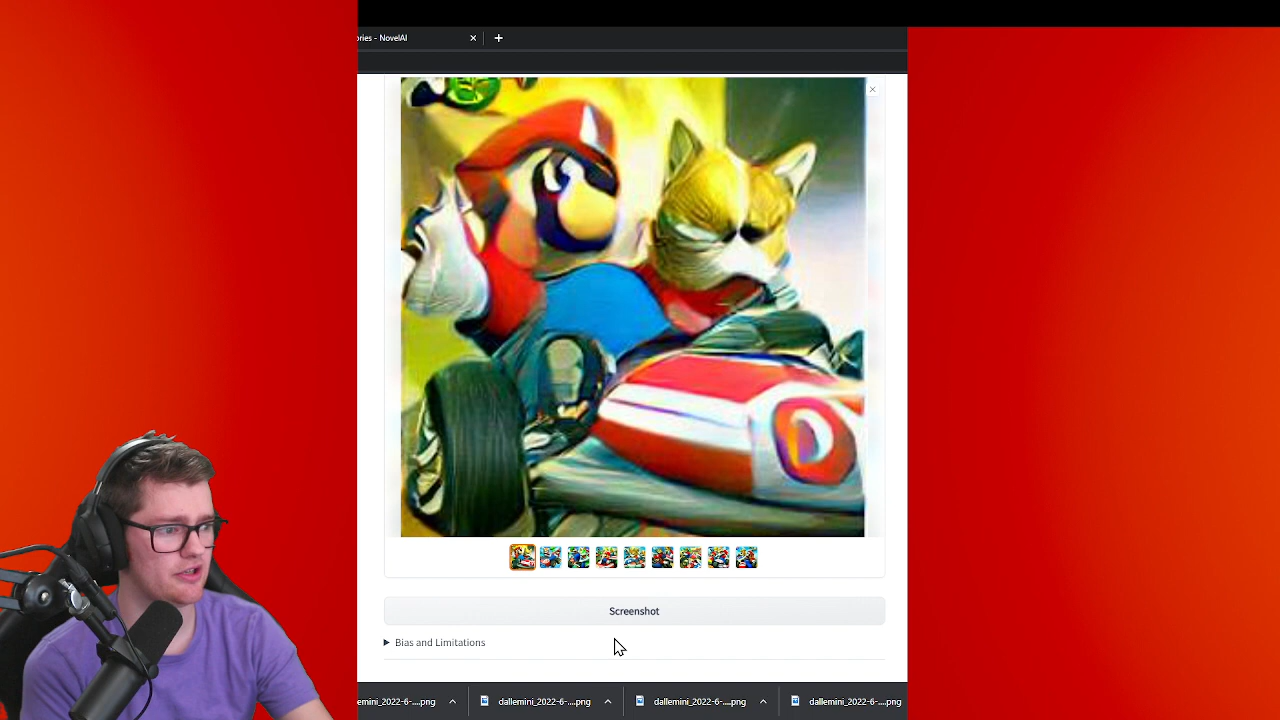 ories - NovelAI
Screenshot
Bias and Limitations
emini_2022-6-....png
dallemini_2022-6-....png
dallemini_2022-6-....png
dallemini_2022-6-....png